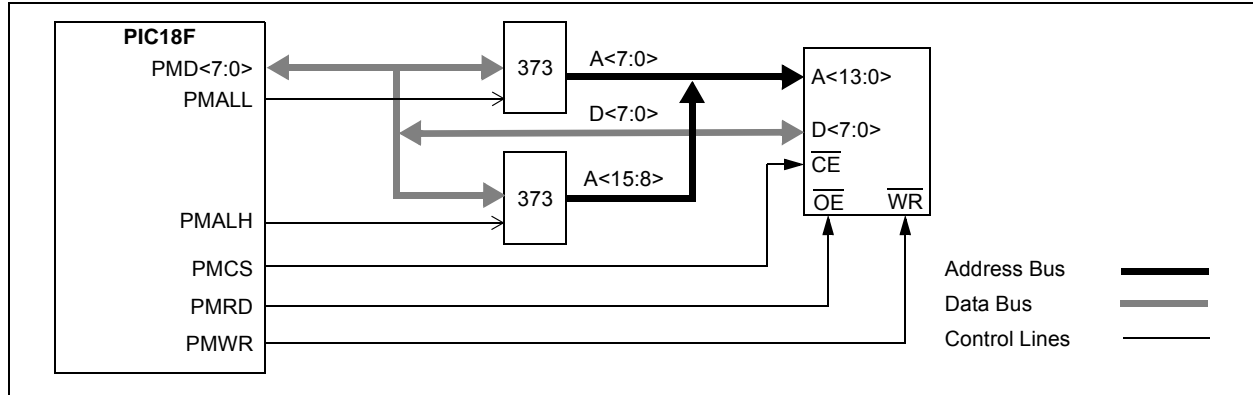 PIC18F
PMD<7:0>
PMALL
373
A<7:0>
A<13:0>
D<7:0>
D<7:0>
CE
373
A<15:8>
OE WR
PMALH
PMCS
PMRD
PMWR
Address Bus
Data Bus
Control Lines